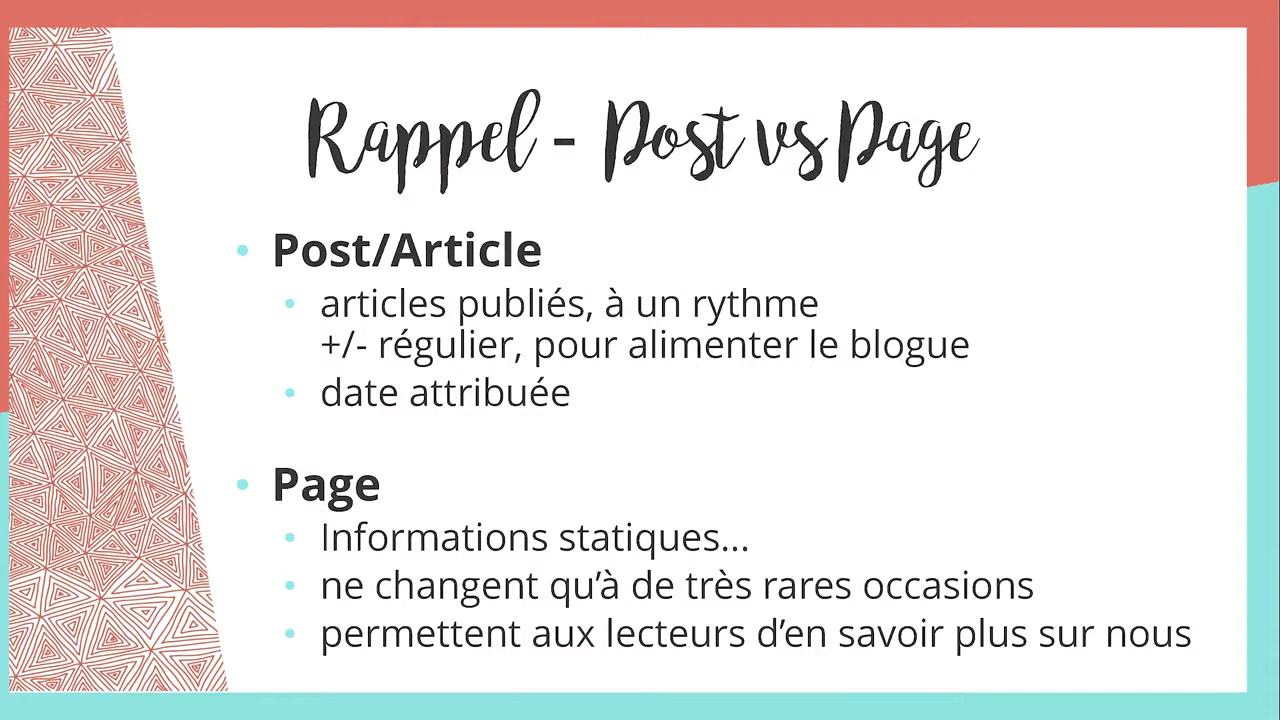 Rappel - Post vs Page
• Post/Article
• articles publiés, à un rythme
+/- régulier, pour alimenter le blogue
• date attribuée
• Page
• Informations statiques...
• ne changent qu’à de très rares occasions
• permettent aux lecteurs d’en savoir plus sur nous